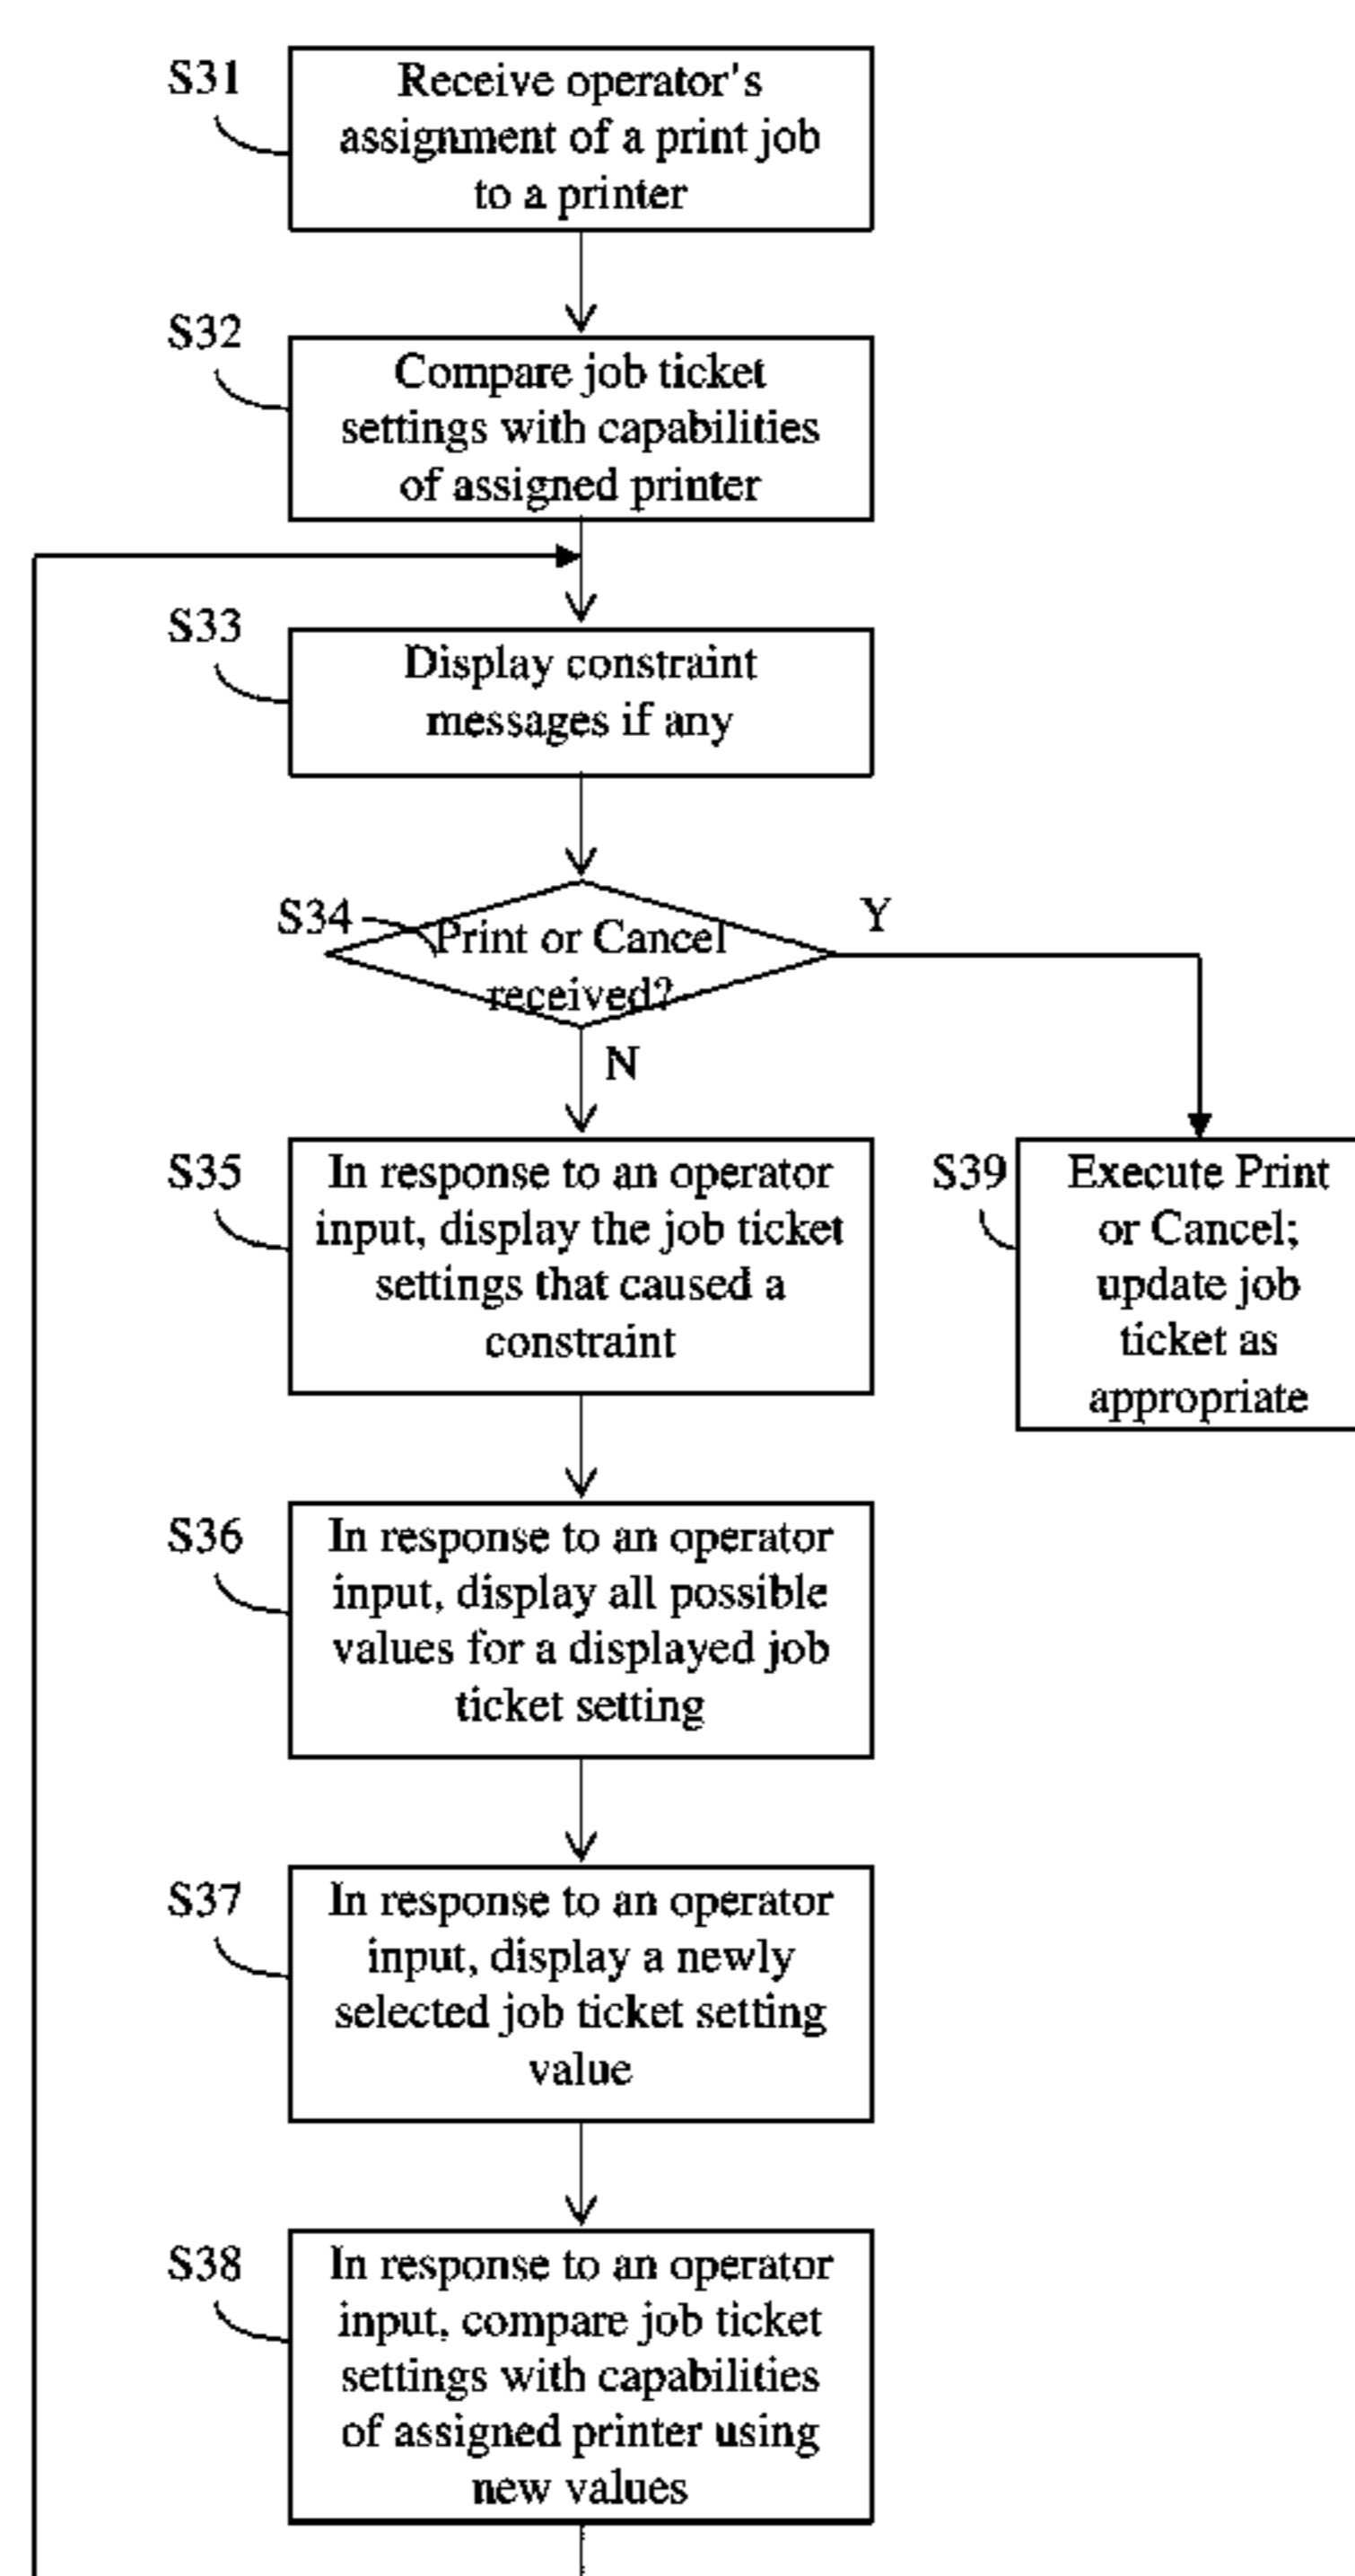 S31
Receive operator's
assignment of a print job
to a printer
S32
Compare job ticket
settings with capabilities
of assigned printer
S33
Display constraint
messages if any
S34
Print or Cancel
received?
Y
N
S35
In response to an operator
input, display the job ticket
settings that caused a
constraint
S39
Execute Print
or Cancel;
update job
ticket as
appropriate
S36
In response to an operator
input, display all possible
values for a displayed job
ticket setting
S37
In response to an operator
input, display a newly
selected job ticket setting
value
S38
In response to an operator
input, compare job ticket
settings with capabilities
of assigned printer using
new values